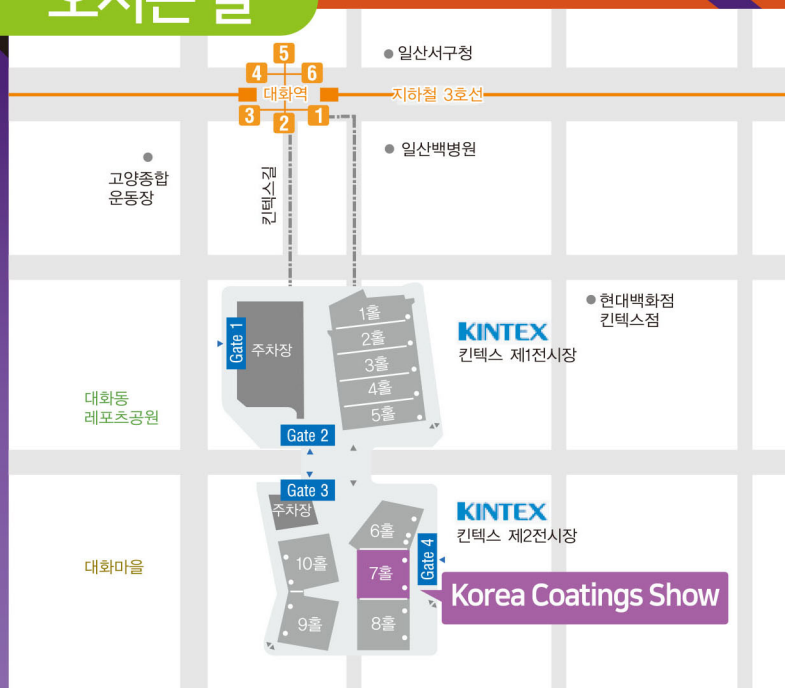 오시는 길
5
일산서구청
4
6
대화역
지하철 3호선
3
2
1
일산백병원
고양종합
운동장
킨텍스길
현대백화점
킨텍스점
1홀
Gate 1
주차장
2홀
KINTEX
킨텍스 제1전시장
3홀
4홀
5홀
대화동
레포츠공원
Gate 2
Gate 3
주차장
KINTEX
킨텍스 제2전시장
6홀
Gate 4
10홀
7홀
대화마을
Korea Coatings Show
9홀
8홀